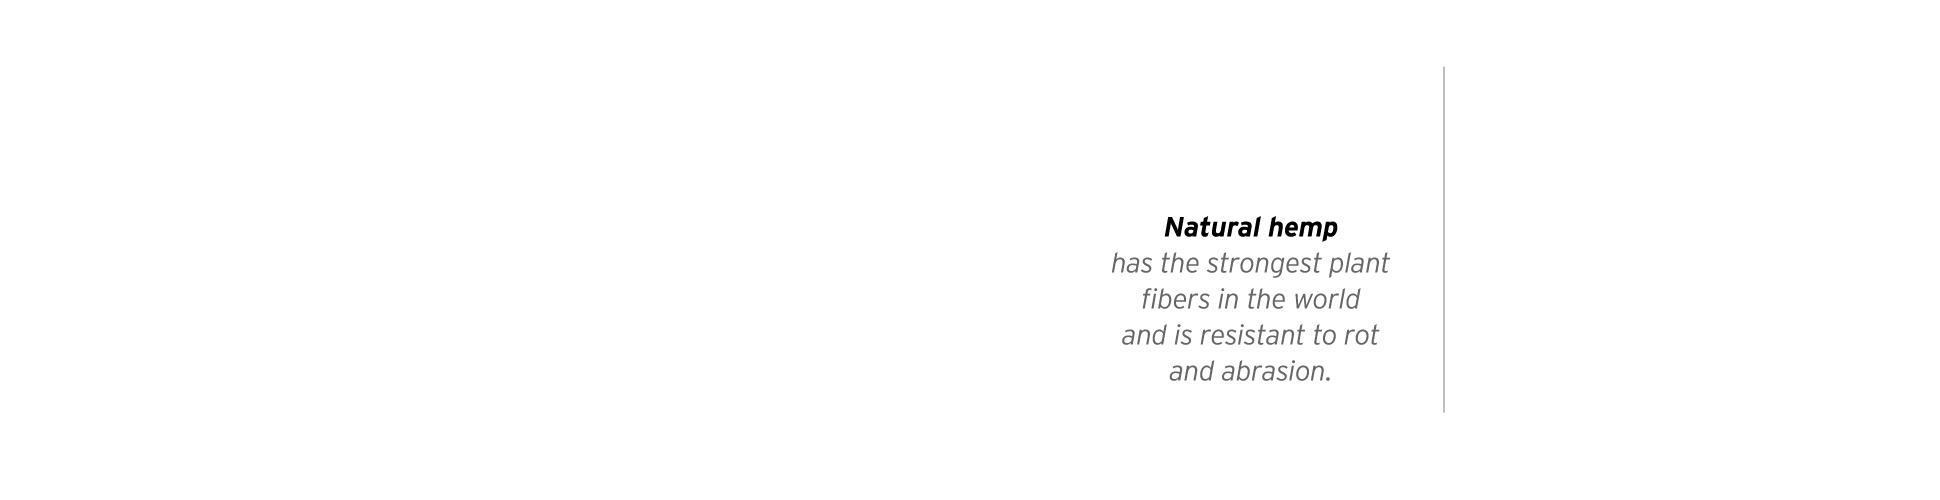 Natural hemp
has the strongest plant
fibers in the world
and is resistant to rot
and abrasion.